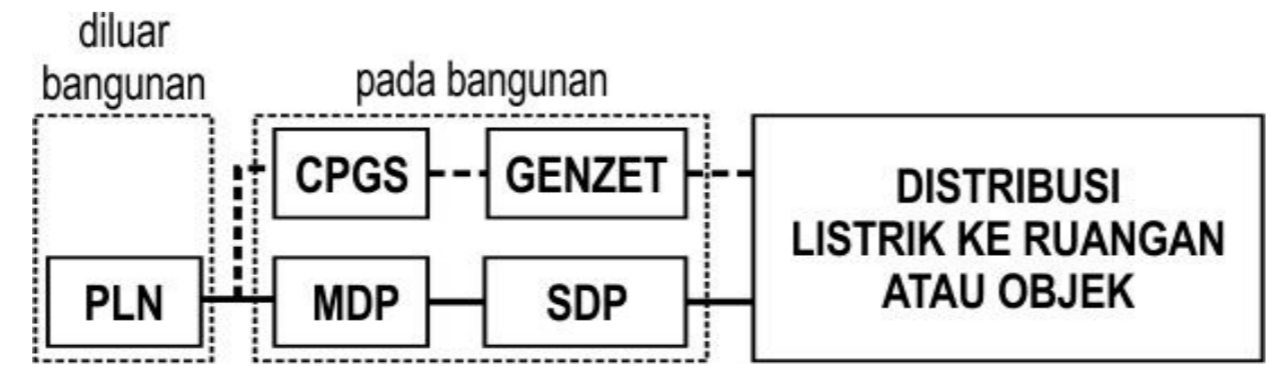 diluar
bangunan
pada bangunan
CPGS
GENZET
DISTRIBUSI
LISTRIK KE RUANGAN
ATAU OBJEK
PLN
MDP
SDP